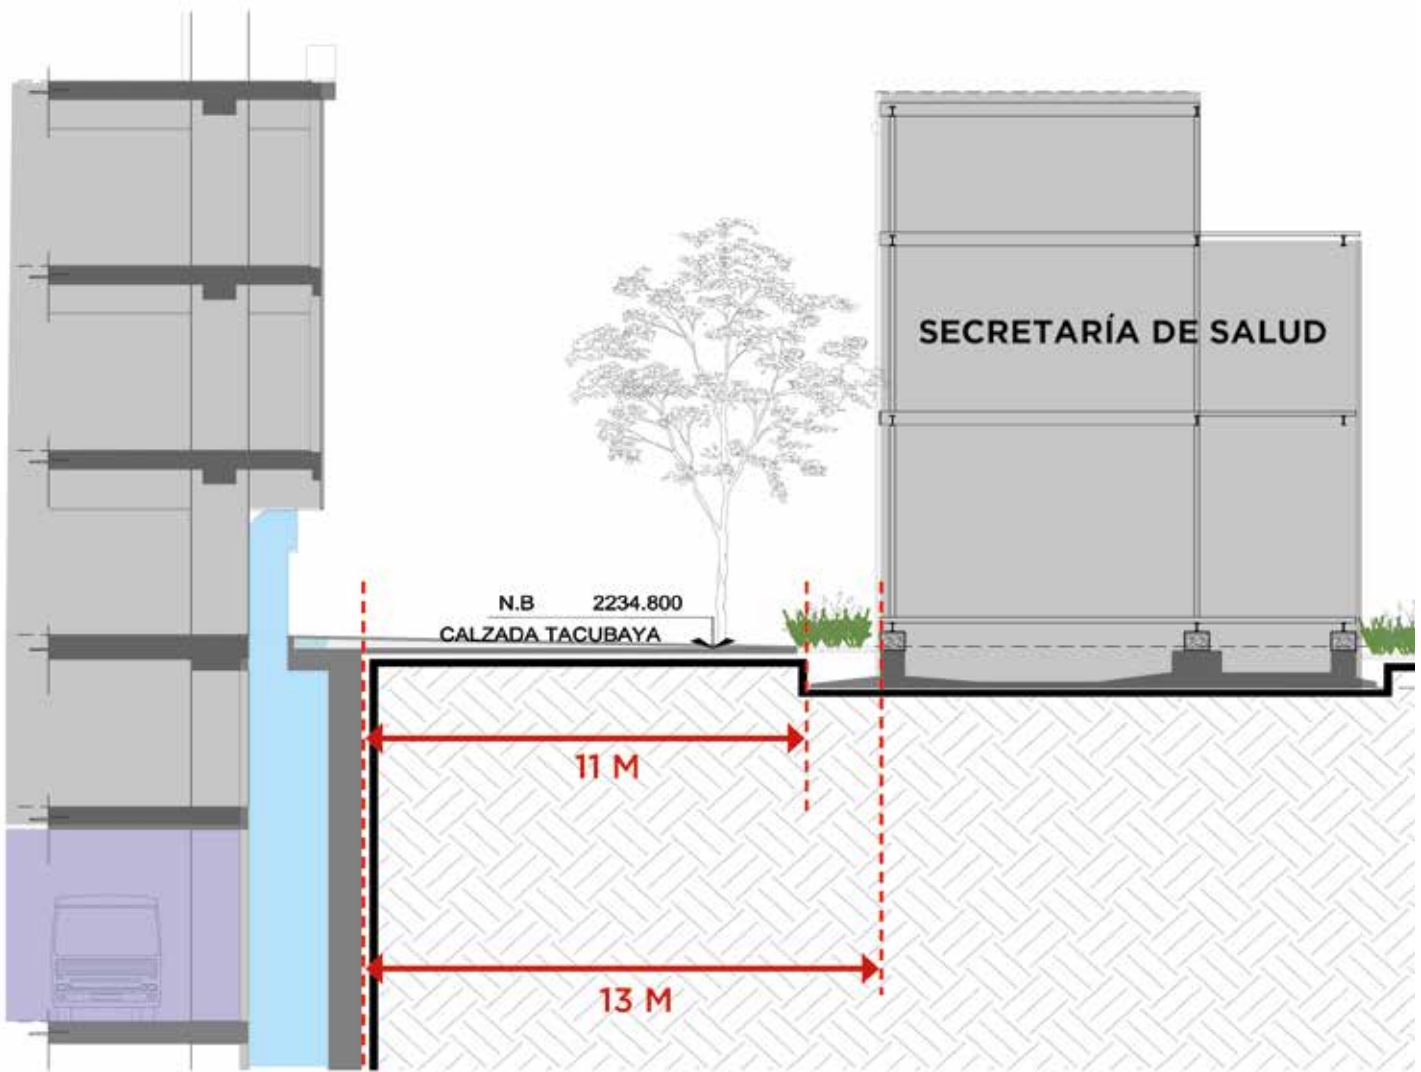 SECRETARÍA DE SALUD
N.B 2234.800
CALZADA TACUBAYA
11 M
13 M